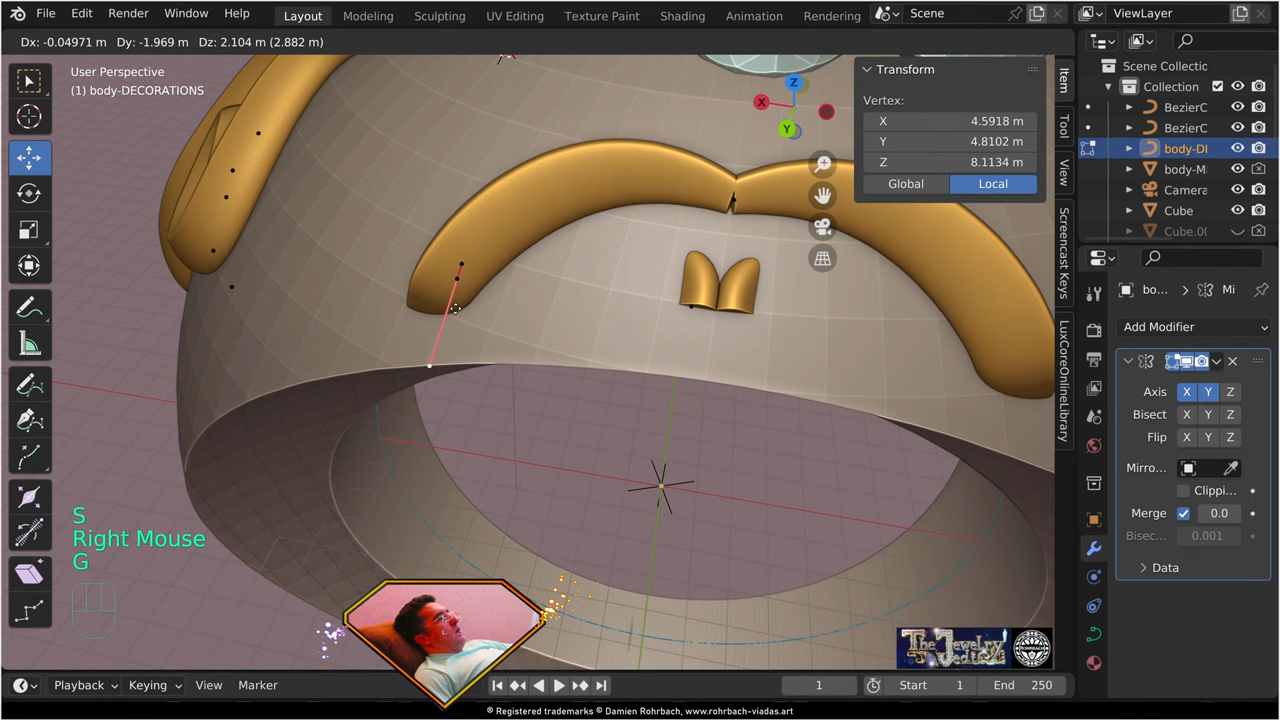 File Edit Render Window Help Layout Modeling Sculpting UV Editing Texture Paint Shading Animation Rendering Scene ViewLayer
Dx: -0.04971 m Dy: -1.969 m Dz: 2.104 m (2.882 m)
User Perspective
(1) body-DECORATIONS
Z
X
Y
Transform
Vertex:
X 4.5918 m
Y 4.8102 m
Z 8.1134 m
Global Local
Item
Tool
View
Screencast Keys
LuxCoreOnlineLibrary
Scene Collectic
Collection
BezierC
BezierC
body-DI
body-M
Camera
Cube
Cube.00
bo... Mi
Add Modifier
Axis X Y Z
Bisect X Y Z
Flip X Y Z
Mirro...
Clippi...
Merge 0.0
Bisec... 0.001
Data
S
Right Mouse
G
The Jewelry Jedi
ROHRBACH
Playback Keying View Marker 1 Start 1 End 250
® Registered trademarks © Damien Rohrbach, www.rohrbach-viadas.art